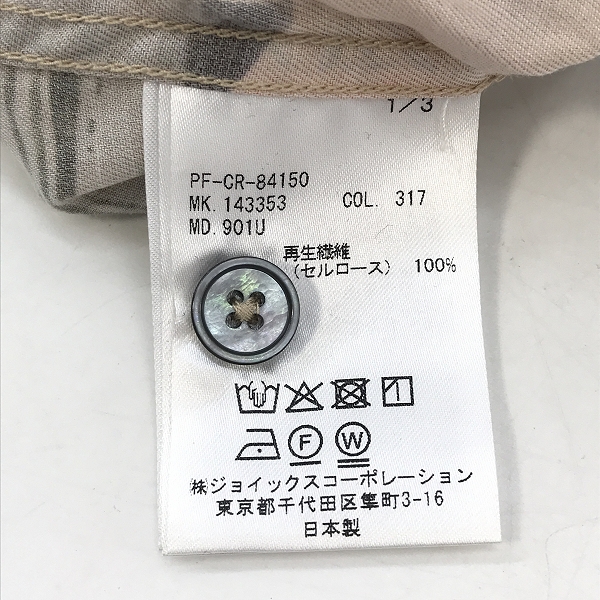 1/3
PF-CR-84150
MK. 143353 COL. 317
MD. 901U
再生繊維
(セルロース) 100%
F W
㈱ジョイックスコーポレーション
東京都千代田区隼町3-16
日本製